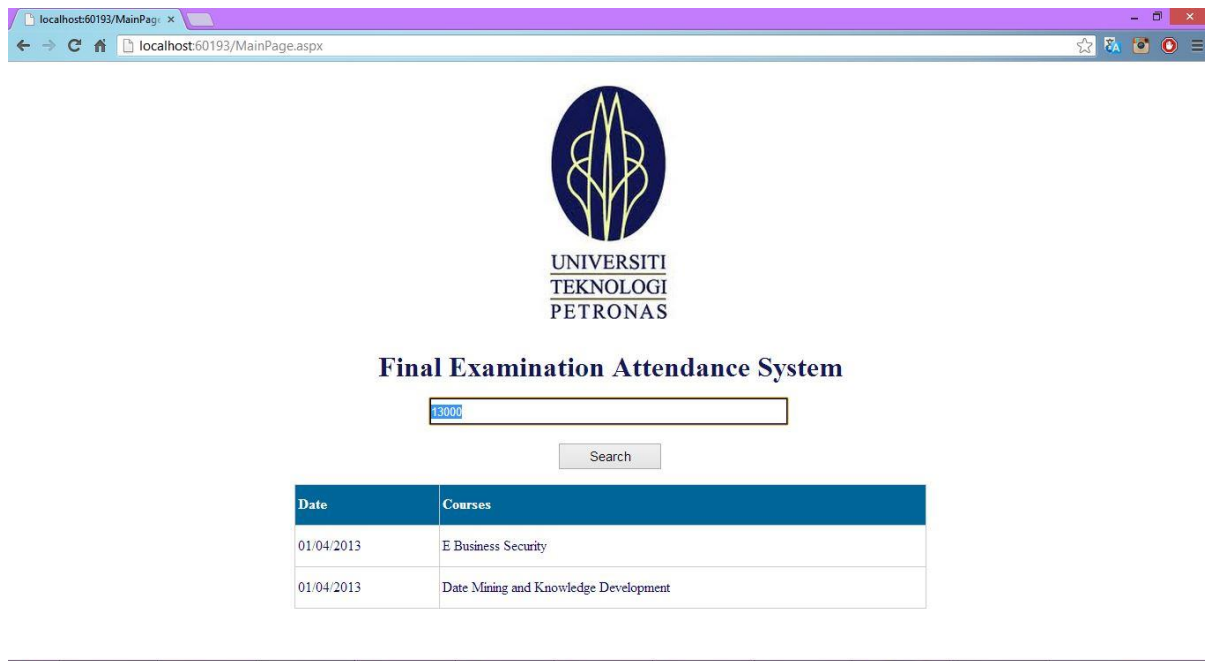 localhost:60193/MainPage
localhost:60193/MainPage.aspx
UNIVERSITI
TEKNOLOGI
PETRONAS
Final Examination Attendance System
13000
Search
Date Courses
01/04/2013 E Business Security
01/04/2013 Date Mining and Knowledge Development